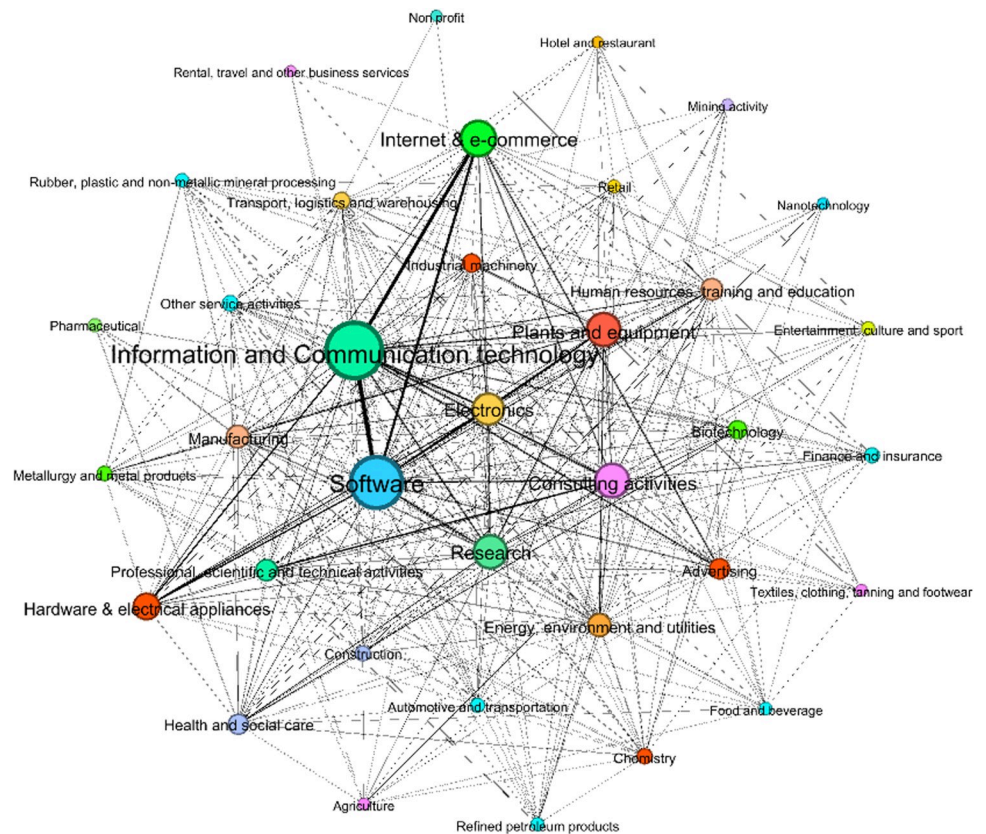 Non profit
Hotel and restaurant
Rental, travel and other business services
Mining activity
Internet & e-commerce
Rubber, plastic and non-metallic mineral processing
Retail
Transport, logistics and warehousing
Nanotechnology
Industrial machinery
Human resources, training and education
Other service activities
Pharmaceutical
Plants and equipment
Entertainment, culture and sport
Information and Communication technology
Electronics
Biotechnology
Manufacturing
Finance and insurance
Metallurgy and metal products
Software
Consulting activities
Research
Professional, scientific and technical activities
Advertising
Textiles, clothing, tanning and footwear
Hardware & electrical appliances
Energy, environment and utilities
Construction
Automotive and transportation
Food and beverage
Health and social care
Chomistry
Agriculture
Refined petroleum products